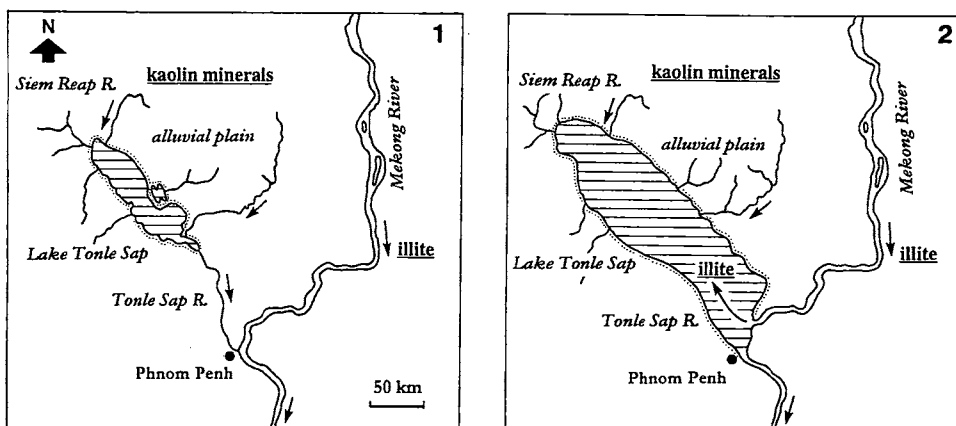 N
1
Siem Reap R.
kaolin minerals
alluvial plain
Mekong River
Lake Tonle Sap
illite
Tonle Sap R.
Phnom Penh
50 km
2
kaolin minerals
Siem Reap R.
alluvial plain
Mekong River
Lake Tonle Sap
illite
illite
Tonle Sap R.
Phnom Penh